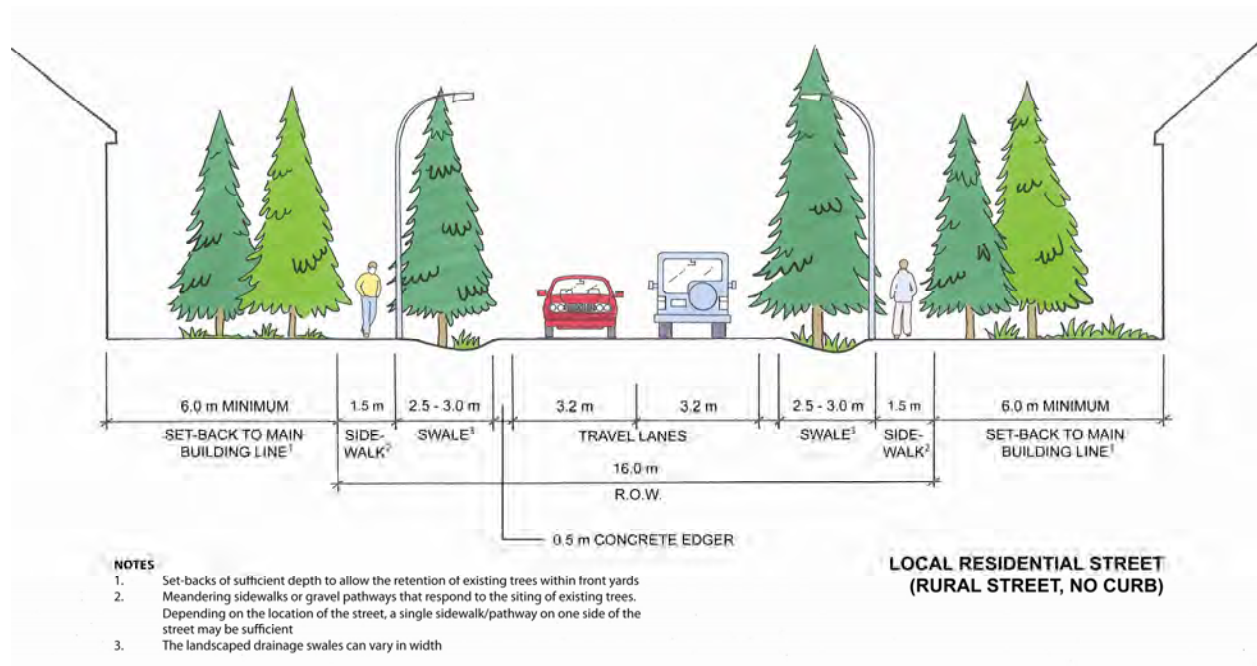 6.0 m MINIMUM
1.5 m
2.5 - 3.0 m
3.2 m
3.2 m
2.5 - 3.0 m
1.5 m
6.0 m MINIMUM
SET-BACK TO MAIN
BUILDING LINE¹
SIDE-
WALK²
SWALE³
TRAVEL LANES
SWALE³
SIDE-
WALK²
SET-BACK TO MAIN
BUILDING LINE¹
16.0 m
R.O.W.
0.5 m CONCRETE EDGER
LOCAL RESIDENTIAL STREET
(RURAL STREET, NO CURB)
NOTES
1. Set-backs of sufficient depth to allow the retention of existing trees within front yards
2. Meandering sidewalks or gravel pathways that respond to the siting of existing trees.
Depending on the location of the street, a single sidewalk/pathway on one side of the
street may be sufficient
3. The landscaped drainage swales can vary in width